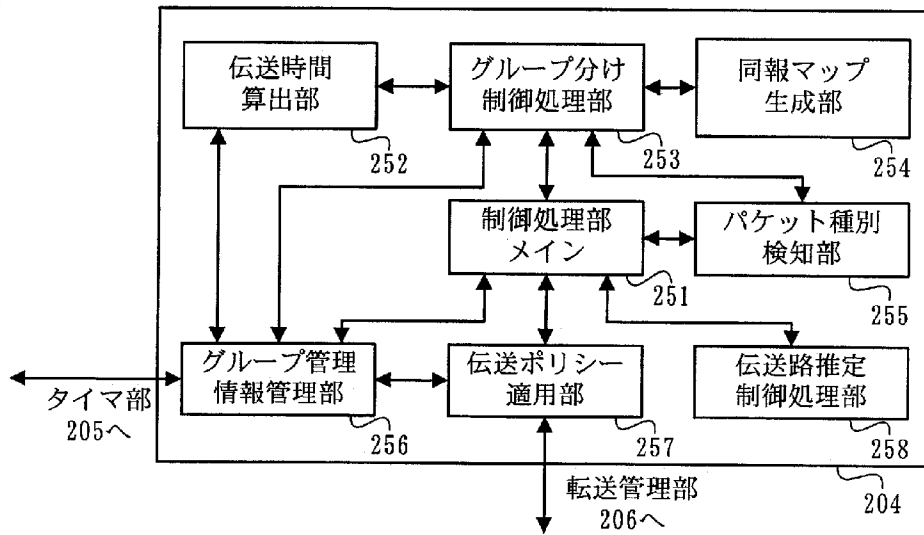 伝送時間
算出部
252
グループ分け
制御処理部
253
同報マップ
生成部
254
制御処理部
メイン
251
パケット種別
検知部
255
グループ管理
情報管理部
256
伝送ポリシー
適用部
257
伝送路推定
制御処理部
258
タイマ部
205へ
転送管理部
206へ
204